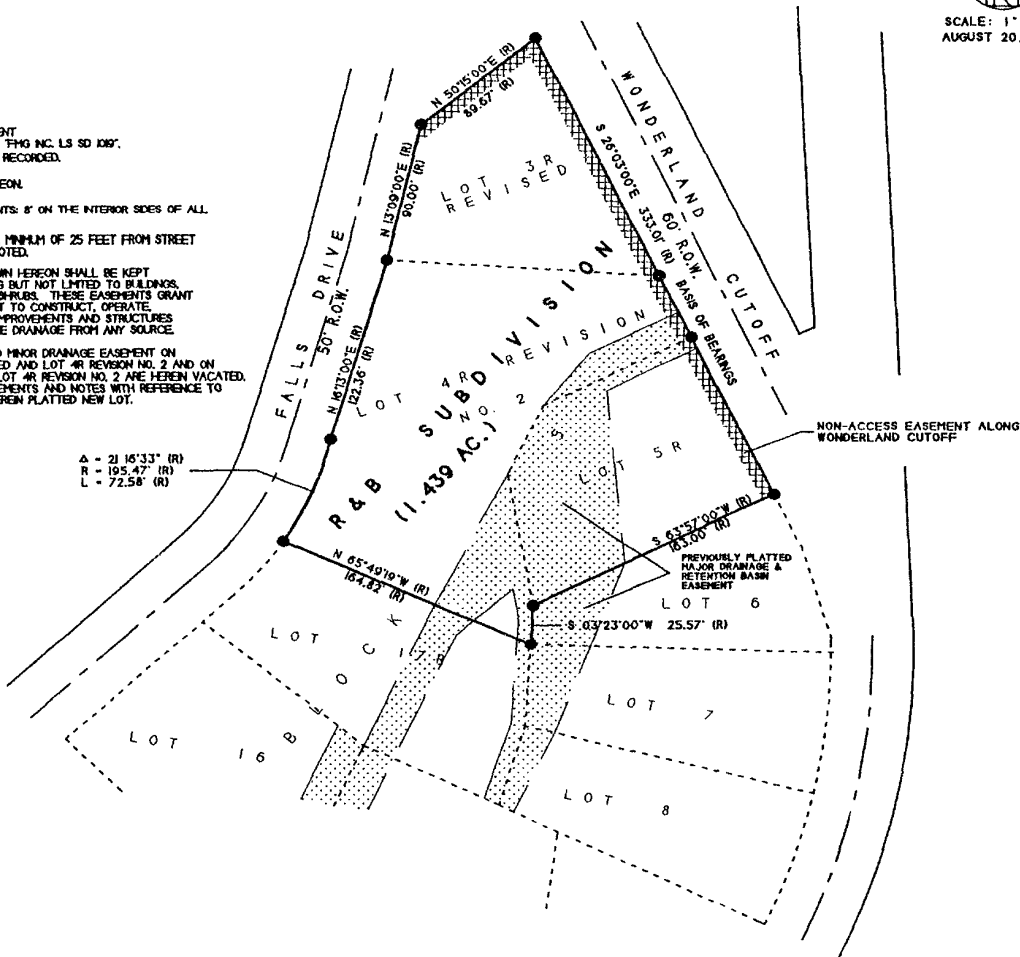 SCALE: 1"
AUGUST 20,
ENT
"FMG INC. LS SD 1019".
RECORDED.
EON.
NTS: 8' ON THE INTERIOR SIDES OF ALL
MINIMUM OF 25 FEET FROM STREET
OTED.
WN HEREON SHALL BE KEPT
G BUT NOT LIMITED TO BUILDINGS,
SHRUBS. THESE EASEMENTS GRANT
T TO CONSTRUCT, OPERATE,
MPROVEMENTS AND STRUCTURES
E DRAINAGE FROM ANY SOURCE.
D MINOR DRAINAGE EASEMENT ON
ED AND LOT 4R REVISION NO. 2 AND ON
LOT 4R REVISION NO. 2 ARE HEREIN VACATED.
EMENTS AND NOTES WITH REFERENCE TO
EREIN PLATTED NEW LOT.
N 50°15'00"E (R)
89.67' (R)
WONDERLAND CUTOFF
60' R.O.W.
S 26°03'00"E 333.01' (R)
BASIS OF BEARINGS
N 13°09'00"E (R)
90.00' (R)
LOT 3R
REVISED
FALLS DRIVE
50' R.O.W.
N 16°13'00"E (R)
122.36' (R)
LOT 4R REVISION
NO. 2
R & B SUBDIVISION
(1.439 AC.)
Δ = 21°16'33" (R)
R = 195.47' (R)
L = 72.58' (R)
NON-ACCESS EASEMENT ALONG
WONDERLAND CUTOFF
LOT 5R
S 63°57'00"W (R)
163.00' (R)
PREVIOUSLY PLATTED
MAJOR DRAINAGE &
RETENTION BASIN
EASEMENT
N 65°49'19"W (R)
164.82' (R)
S 03°23'00"W 25.57' (R)
LOT 6
LOT 17R
BLOCK 5
LOT 7
LOT 16
LOT 8